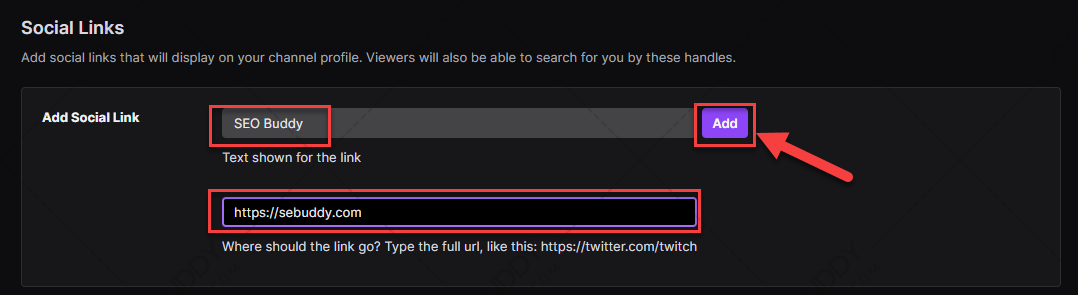 Social Links
Add social links that will display on your channel profile. Viewers will also be able to search for you by these handles.
Add Social Link
SEO Buddy
Add
Text shown for the link
https://sebuddy.com
Where should the link go? Type the full url, like this: https://twitter.com/twitch